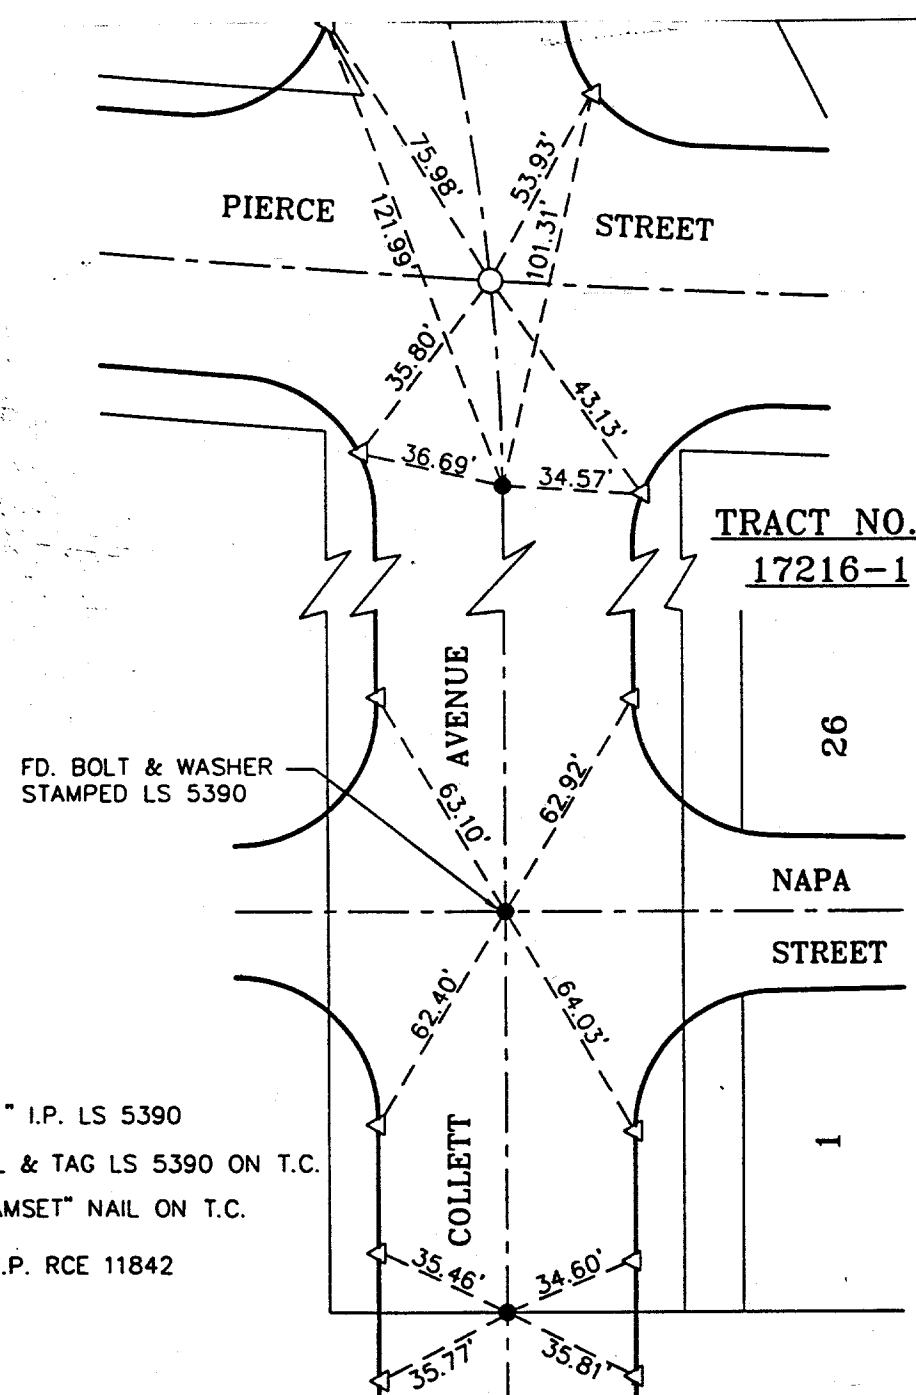 75.98'
53.93'
PIERCE
STREET
121.99'
101.31'
35.80'
43.13'
36.69'
34.57'
TRACT NO.
17216-1
AVENUE
26
FD. BOLT & WASHER
STAMPED LS 5390
63.10'
62.92'
NAPA
STREET
62.40'
64.03'
" I.P. LS 5390
& TAG LS 5390 ON T.C.
AMSET" NAIL ON T.C.
.P. RCE 11842
COLLETT
1
35.46'
34.60'
35.77'
35.81'